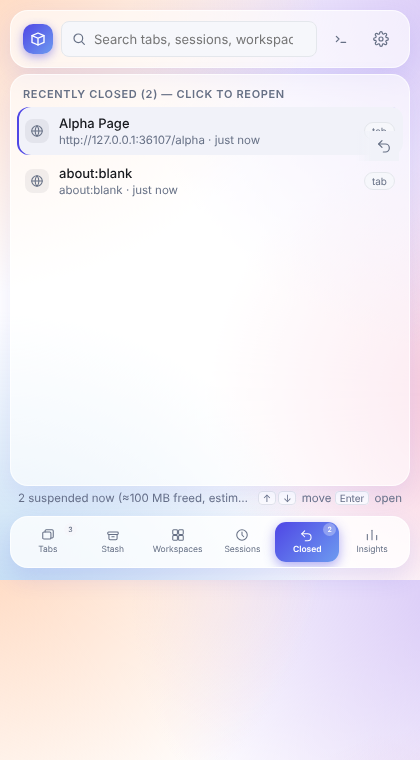 Search tabs, sessions, workspac
RECENTLY CLOSED (2) — CLICK TO REOPEN
Alpha Page
http://127.0.0.1:36107/alpha · just now
about:blank
about:blank · just now
tab
2 suspended now (≈100 MB freed, estim… ↑ ↓ move Enter open
3
2
Tabs Stash Workspaces Sessions Closed Insights